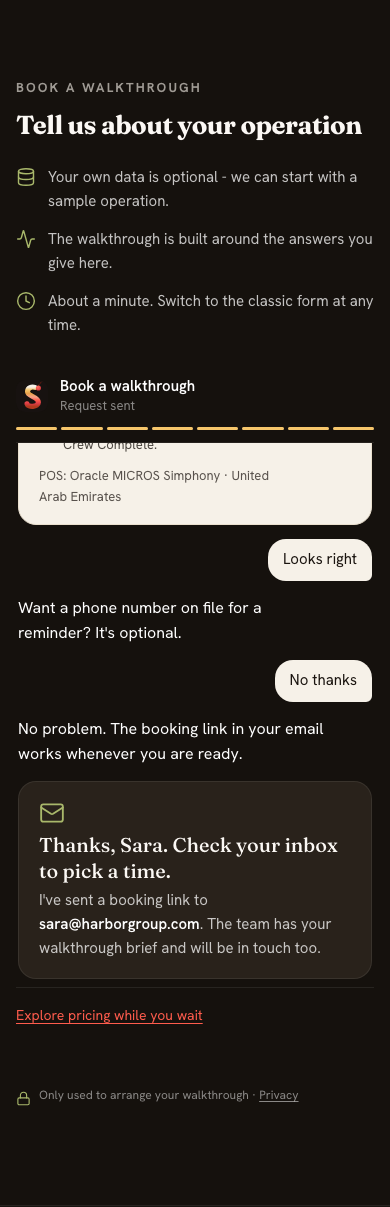 BOOK A WALKTHROUGH
Tell us about your operation
Your own data is optional - we can start with a
sample operation.
The walkthrough is built around the answers you
give here.
About a minute. Switch to the classic form at any
time.
Book a walkthrough
Request sent
Crew Complete.
POS: Oracle MICROS Simphony · United
Arab Emirates
Looks right
Want a phone number on file for a
reminder? It's optional.
No thanks
No problem. The booking link in your email
works whenever you are ready.
Thanks, Sara. Check your inbox
to pick a time.
I've sent a booking link to
sara@harborgroup.com. The team has your
walkthrough brief and will be in touch too.
Explore pricing while you wait
Only used to arrange your walkthrough · Privacy